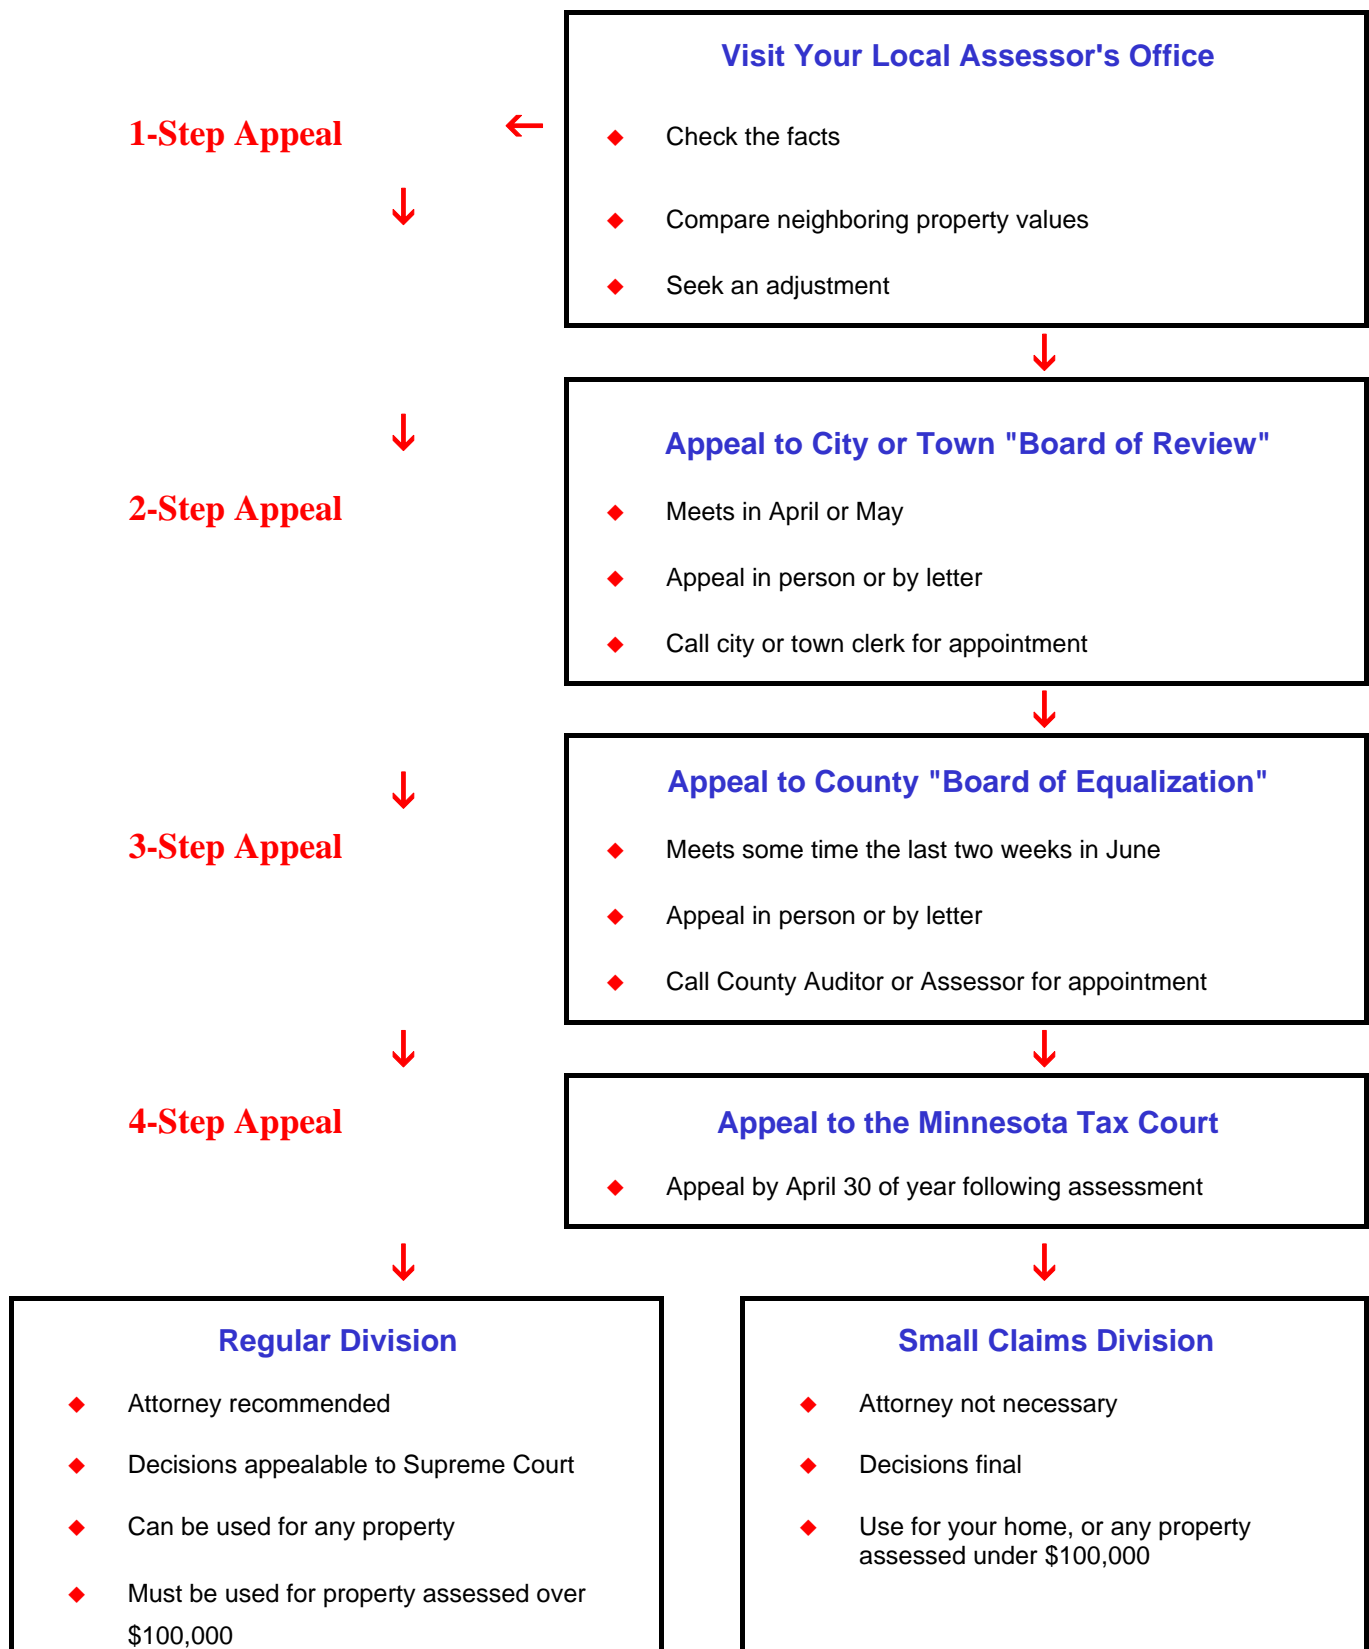 Visit Your Local Assessor's Office
1-Step Appeal
Check the facts
Compare neighboring property values
Seek an adjustment
Appeal to City or Town "Board of Review"
2-Step Appeal
Meets in April or May
Appeal in person or by letter
Call city or town clerk for appointment
Appeal to County "Board of Equalization"
3-Step Appeal
Meets some time the last two weeks in June
Appeal in person or by letter
Call County Auditor or Assessor for appointment
4-Step Appeal
Appeal to the Minnesota Tax Court
Appeal by April 30 of year following assessment
Regular Division
Attorney recommended
Decisions appealable to Supreme Court
Can be used for any property
Must be used for property assessed over
$100,000
Small Claims Division
Attorney not necessary
Decisions final
Use for your home, or any property
assessed under $100,000